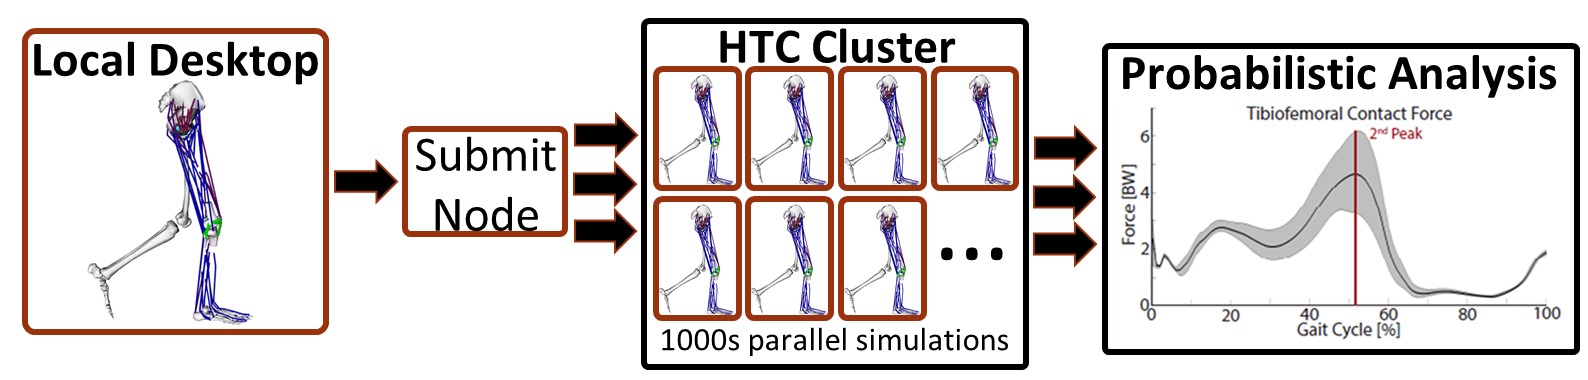 Local Desktop
Submit
Node
HTC Cluster
...
1000s parallel simulations
Probabilistic Analysis
Tibiofemoral Contact Force
2nd Peak
Force [BW]
6
4
2
0
0 20 40 60 80 100
Gait Cycle [%]